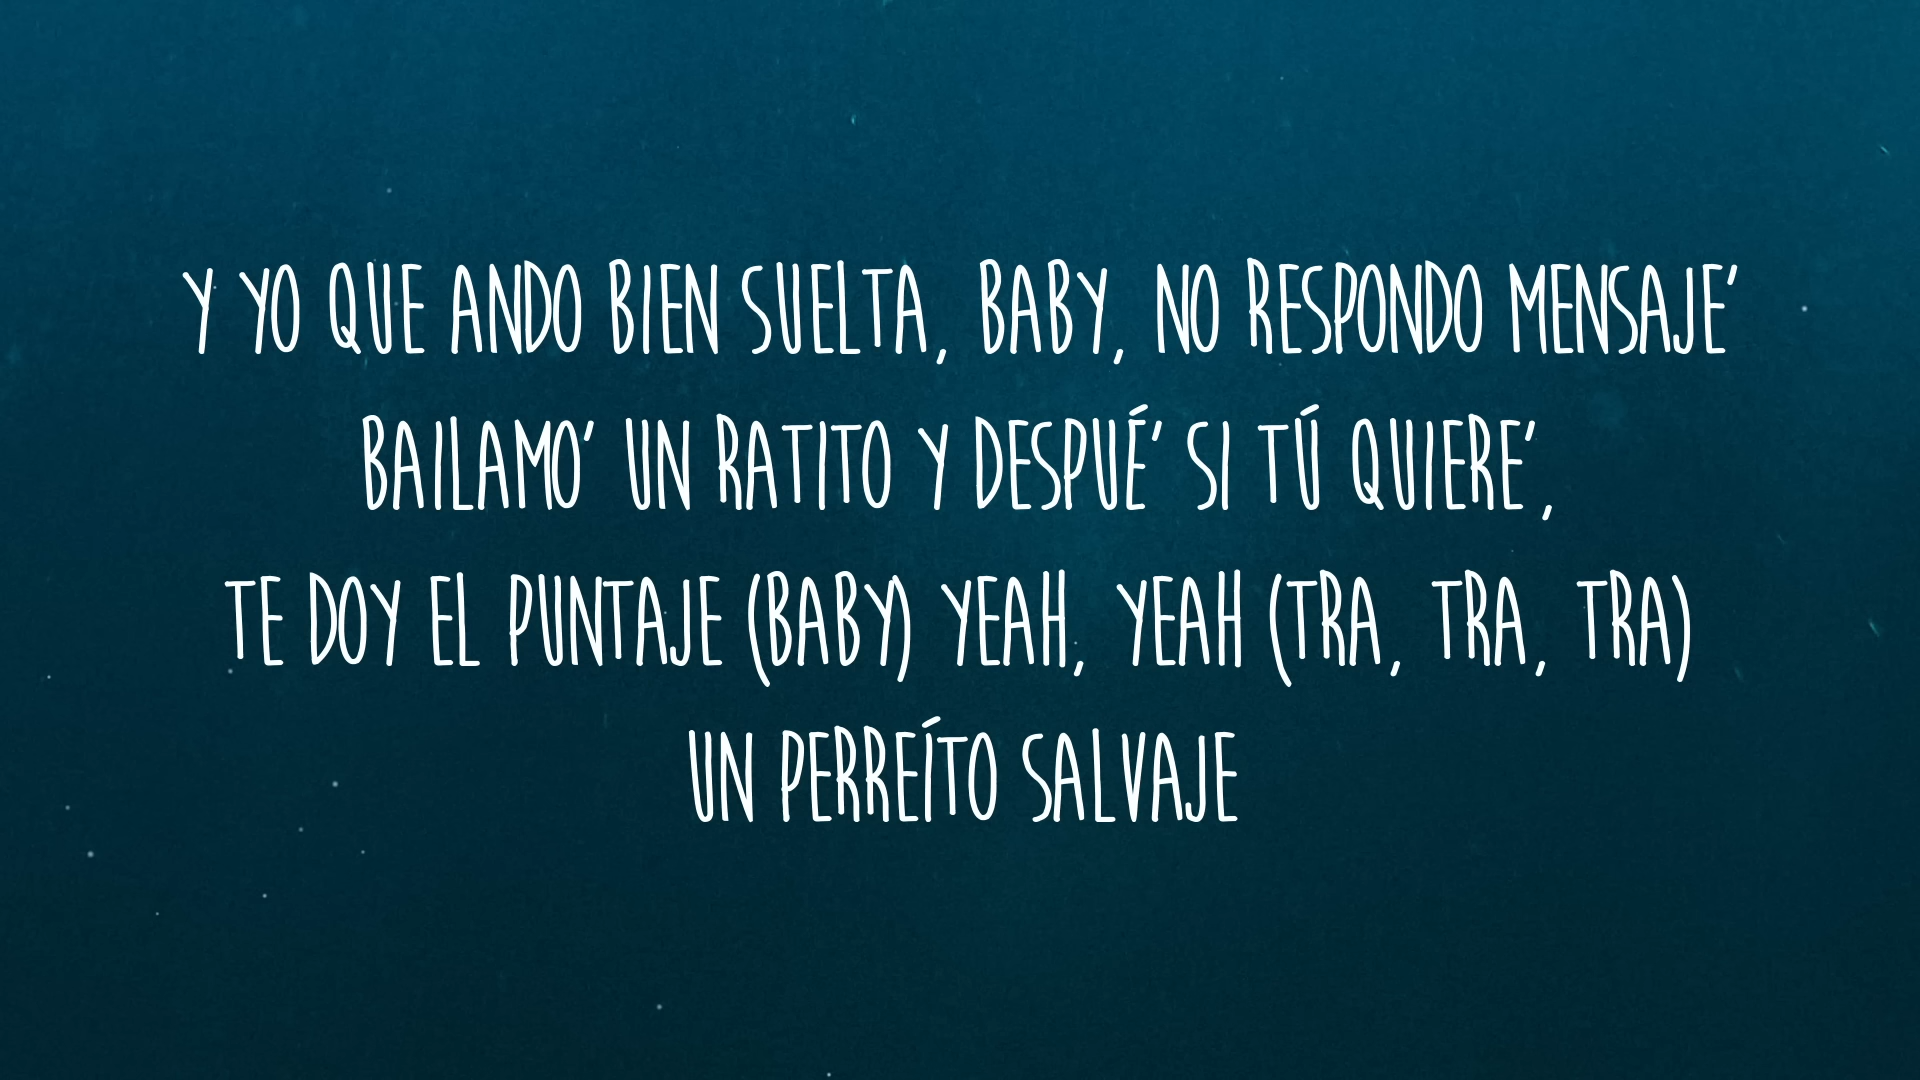 Y YO QUE ANDO BIEN SUELTA, BABY, NO RESPONDO MENSAJE'
BAILAMO' UN RATITO Y DESPUÉ' SI TÚ QUIERE',
TE DOY EL PUNTAJE (BABY) YEAH, YEAH (TRA, TRA, TRA)
UN PERREÍTO SALVAJE